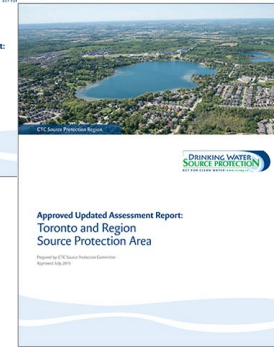 t:
CTC Source Protection Region
DRINKING WATER
SOURCE PROTECTION
ACT FOR CLEAN WATER
Approved Updated Assessment Report:
Toronto and Region
Source Protection Area
Prepared by: CTC Source Protection Committee
Approved July, 2015